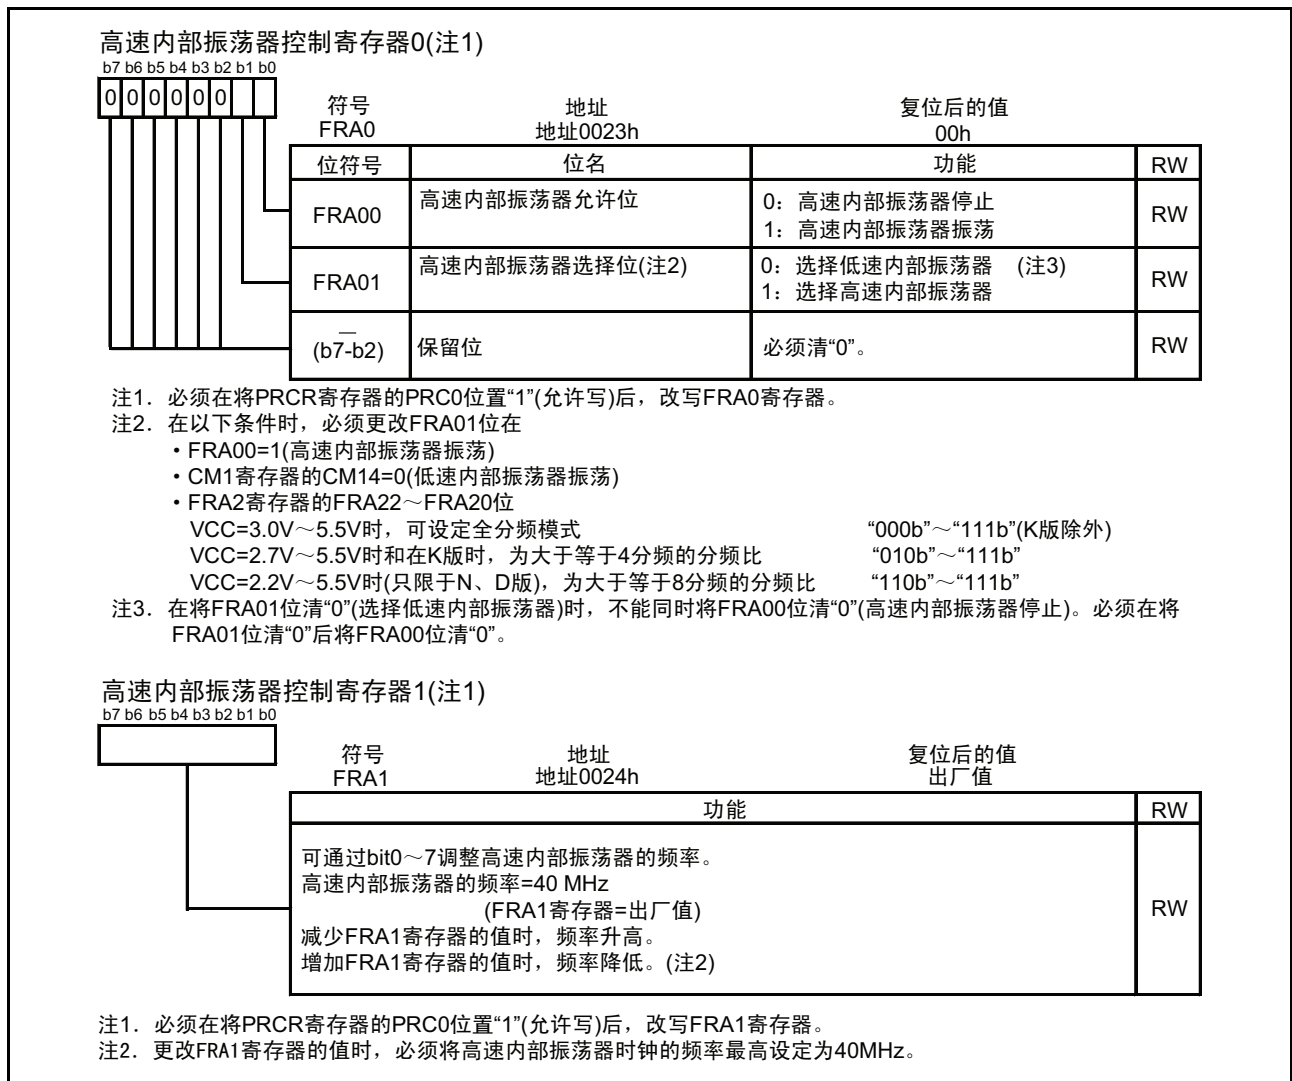 高速内部振荡器控制寄存器0(注1)
b7 b6 b5 b4 b3 b2 b1 b0
0 0 0 0 0 0
符号 地址 复位后的值
FRA0 地址0023h 00h
位符号 位名 功能 RW
FRA00 高速内部振荡器允许位 0：高速内部振荡器停止 RW
1：高速内部振荡器振荡
FRA01 高速内部振荡器选择位(注2) 0：选择低速内部振荡器 (注3) RW
1：选择高速内部振荡器
—
(b7-b2) 保留位 必须清“0”。 RW
注1．必须在将PRCR寄存器的PRC0位置“1”(允许写)后，改写FRA0寄存器。
注2．在以下条件时，必须更改FRA01位在
・FRA00=1(高速内部振荡器振荡)
・CM1寄存器的CM14=0(低速内部振荡器振荡)
・FRA2寄存器的FRA22～FRA20位
VCC=3.0V～5.5V时，可设定全分频模式 “000b”～“111b”(K版除外)
VCC=2.7V～5.5V时和在K版时，为大于等于4分频的分频比 “010b”～“111b”
VCC=2.2V～5.5V时(只限于N、D版)，为大于等于8分频的分频比 “110b”～“111b”
注3．在将FRA01位清“0”(选择低速内部振荡器)时，不能同时将FRA00位清“0”(高速内部振荡器停止)。必须在将
FRA01位清“0”后将FRA00位清“0”。
高速内部振荡器控制寄存器1(注1)
b7 b6 b5 b4 b3 b2 b1 b0
符号 地址 复位后的值
FRA1 地址0024h 出厂值
功能 RW
可通过bit0～7调整高速内部振荡器的频率。
高速内部振荡器的频率=40 MHz
(FRA1寄存器=出厂值) RW
减少FRA1寄存器的值时，频率升高。
增加FRA1寄存器的值时，频率降低。(注2)
注1．必须在将PRCR寄存器的PRC0位置“1”(允许写)后，改写FRA1寄存器。
注2．更改FRA1寄存器的值时，必须将高速内部振荡器时钟的频率最高设定为40MHz。